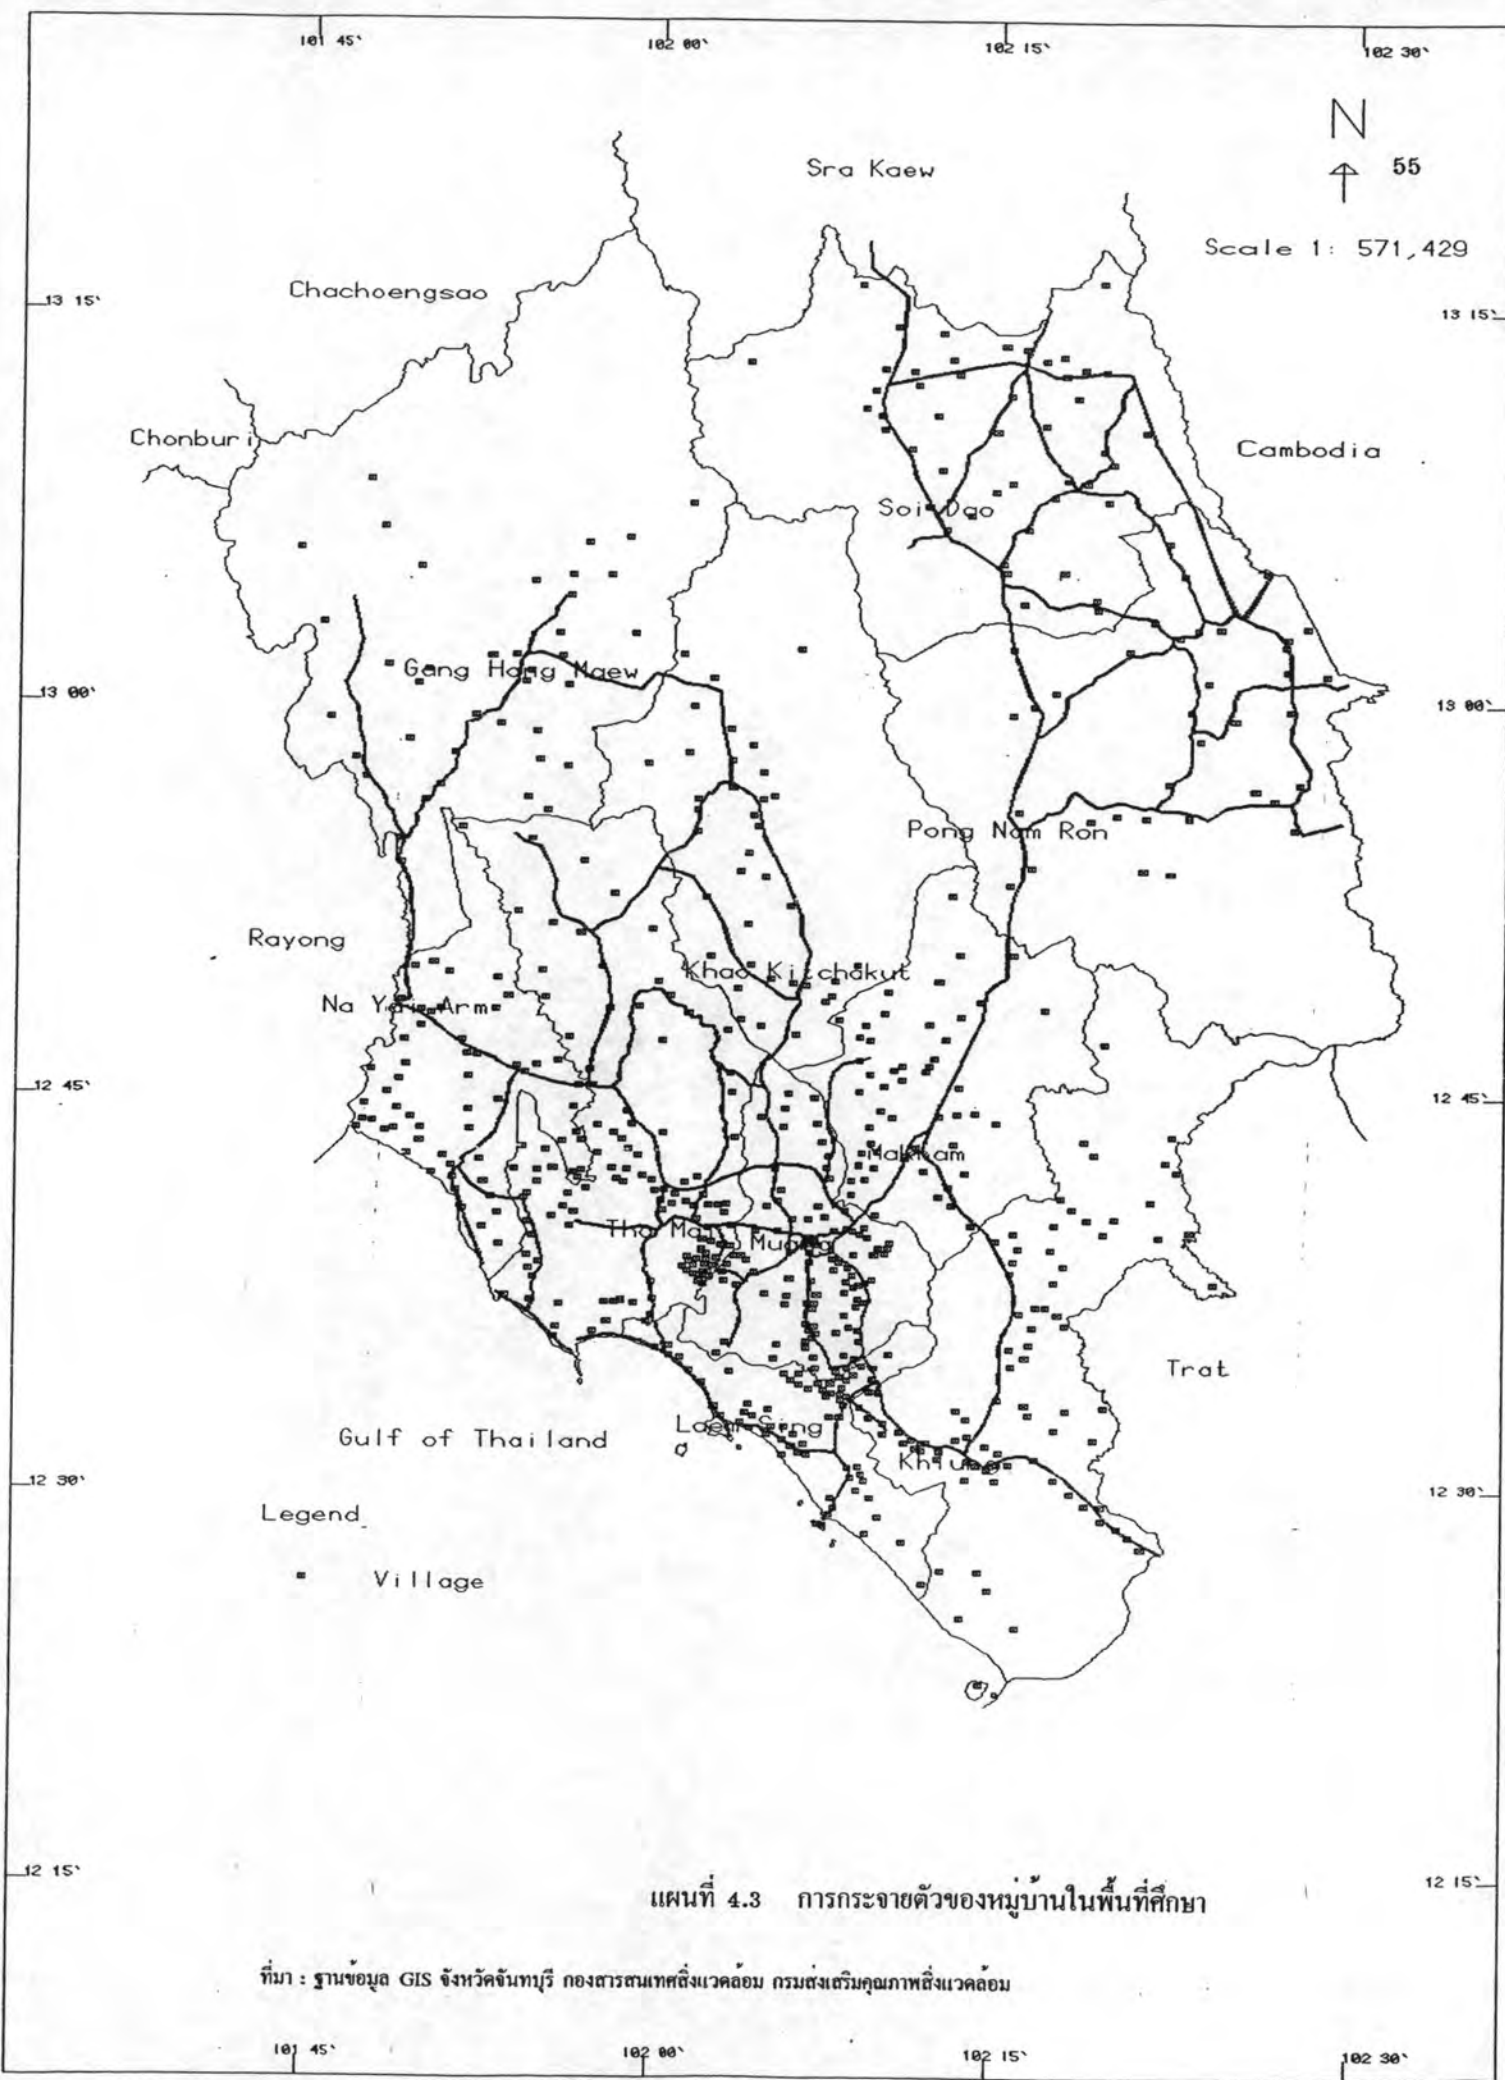 101 45' 102 00' 102 15' 102 30'
N
55
Sra Kaew
Scale 1: 571,429
Chachoengsao
13 15' 13 15'
Chonburi
Cambodia
Soi Dao
Gang Hang Maew
13 00' 13 00'
Pong Nam Ron
Rayong
Khao Kitchakut
Na Yai Arm
12 45' 12 45'
Makham
Tha Mai Muang
Trat
Laem Sing
Gulf of Thailand
Khlung
12 30' 12 30'
Legend
Village
12 15' 12 15'
แผนที่ 4.3 การกระจายตัวของหมู่บ้านในพื้นที่ศึกษา
ที่มา : ฐานข้อมูล GIS จังหวัดจันทบุรี กองสารสนเทศสิ่งแวดล้อม กรมส่งเสริมคุณภาพสิ่งแวดล้อม
101 45' 102 00' 102 15' 102 30'